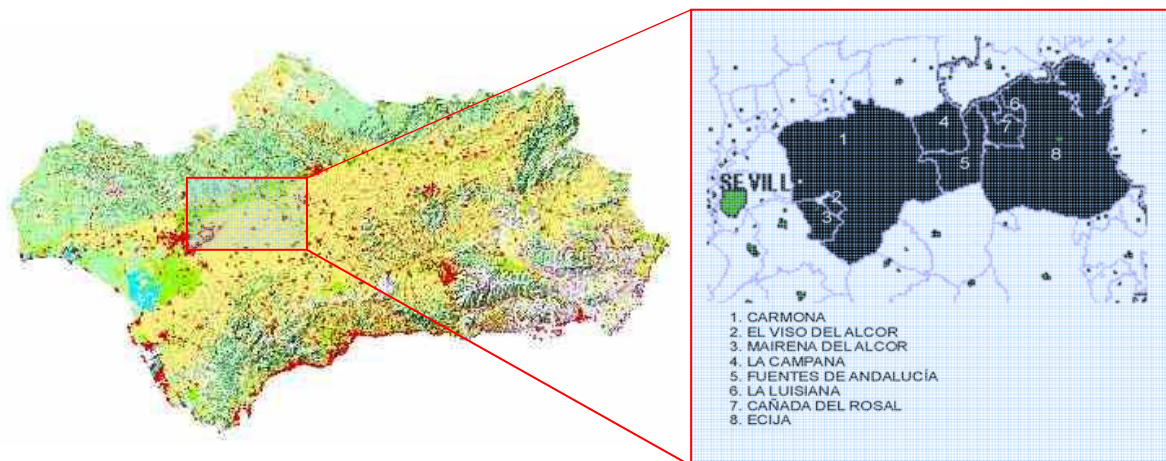 1
4
6
7
5
8
2
3
SEVILL
1. CARMONA
2. EL VISO DEL ALCOR
3. MAIRENA DEL ALCOR
4. LA CAMPANA
5. FUENTES DE ANDALUCÍA
6. LA LUISIANA
7. CAÑADA DEL ROSAL
8. ECIJA